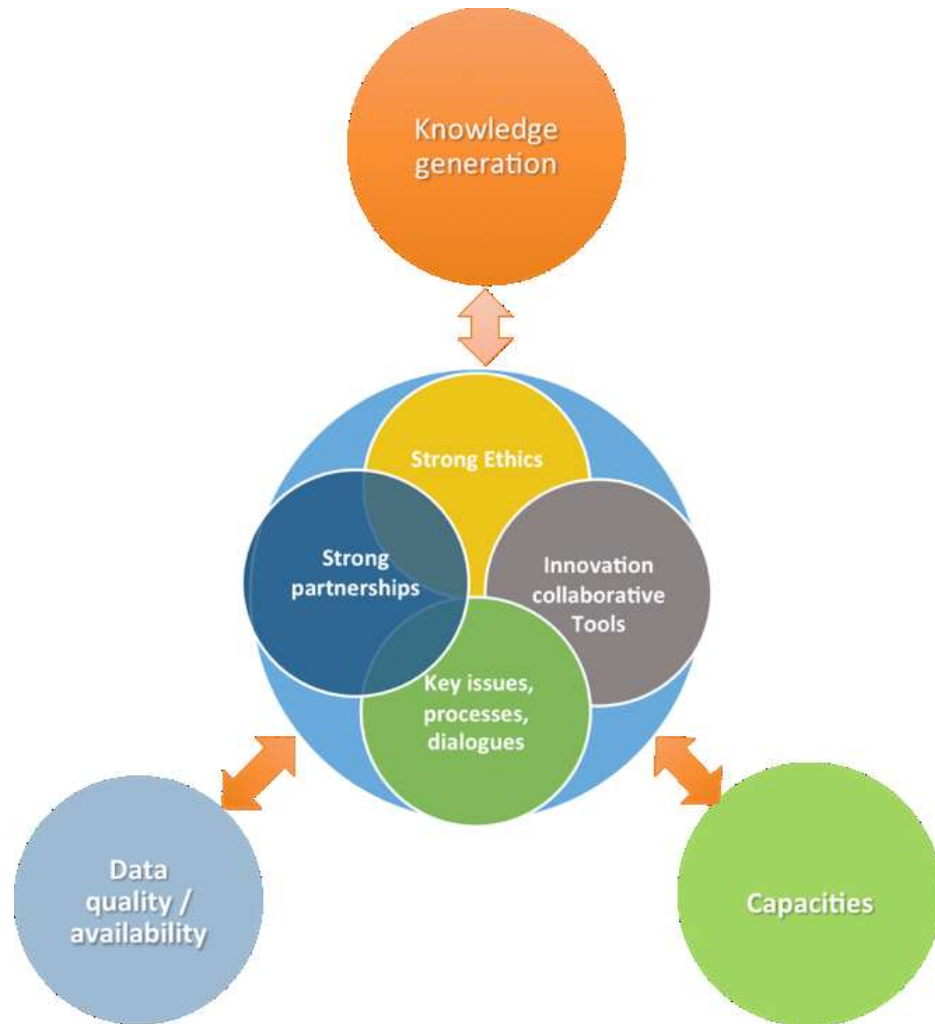 Knowledge
generation
Strong Ethics
Strong
partnerships
Innovation
collaborative
Tools
Key issues,
processes,
dialogues
Data
quality /
availability
Capacities